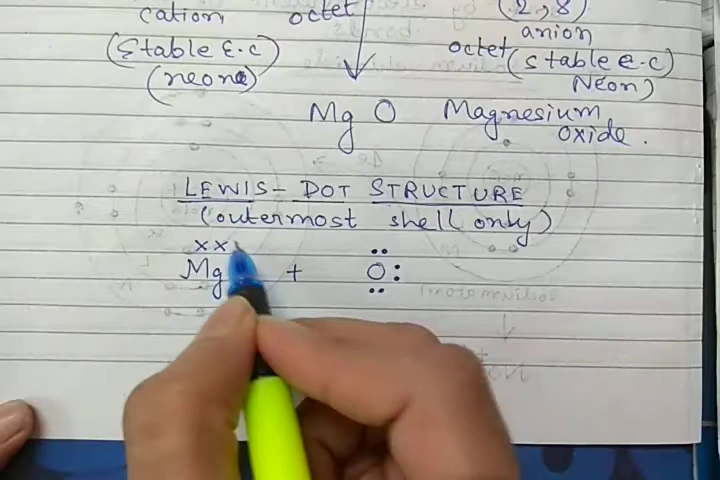 cation octet (2,8)
(Stable E.C) anion
(neon) octet (stable e.c)
Neon)
MgO Magnesium
oxide.
LEWIS-DOT STRUCTURE
(outermost shell only)
xx
Mg + O